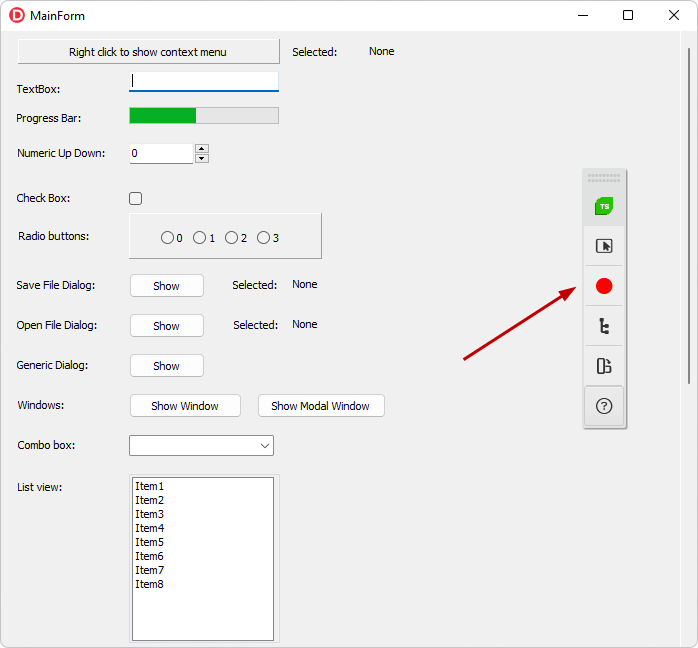 D MainForm
Right click to show context menu Selected: None
TextBox:
Progress Bar:
Numeric Up Down: 0
TS
Check Box:
Radio buttons: 0 1 2 3
Save File Dialog: Show Selected: None
Open File Dialog: Show Selected: None
Generic Dialog: Show
Windows: Show Window Show Modal Window
?
Combo box:
List view:
Item1
Item2
Item3
Item4
Item5
Item6
Item7
Item8